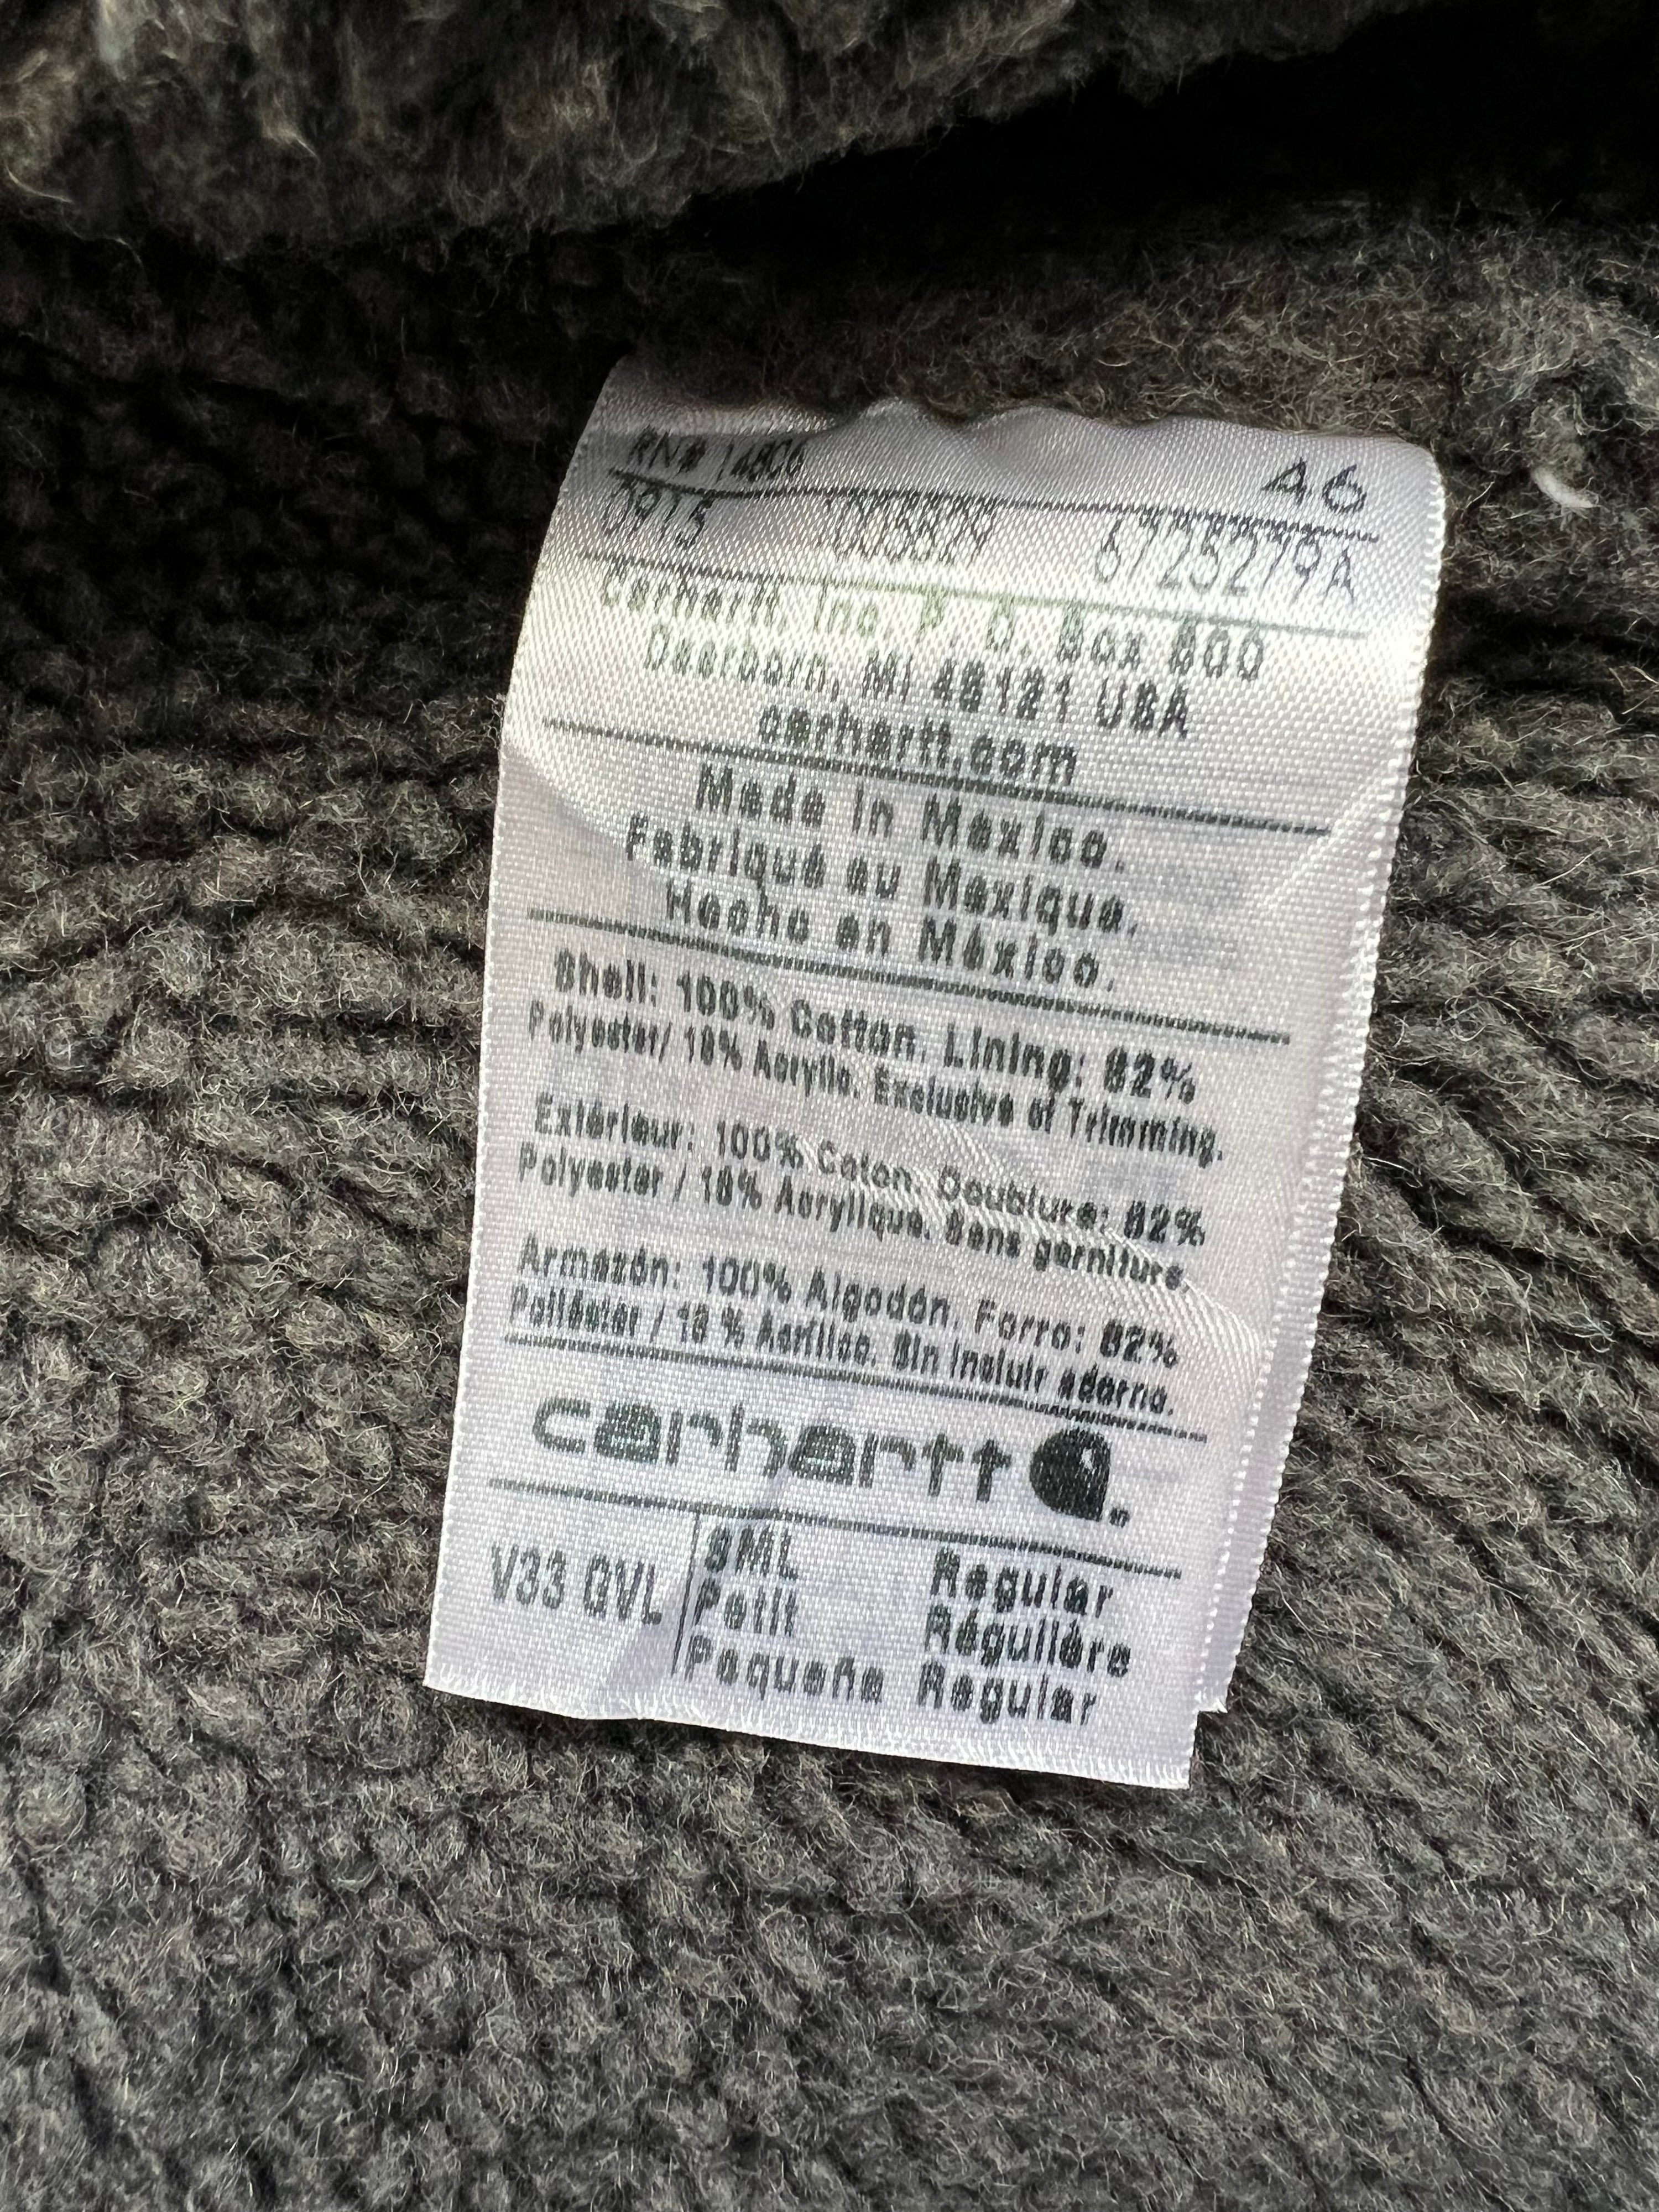 RN# 14806 46
0915 6725279A
Carhartt, Inc. P. O. Box 600
Dearborn, MI 48121 USA
carhartt.com
Made in Mexico.
Fabriqué au Mexique.
Hecho en México.
Shell: 100% Cotton. Lining: 82%
Polyester/ 18% Acrylic. Exclusive of Trimming.
Extérieur: 100% Coton. Doublure: 82%
Polyester / 18% Acrylique. Sans garniture.
Armazón: 100% Algodón. Forro: 82%
Poliéster / 18 % Acrílico. Sin incluir adorno.
carhartt
V33 GVL
SML Regular
Petit Régulière
Pequeña Regular